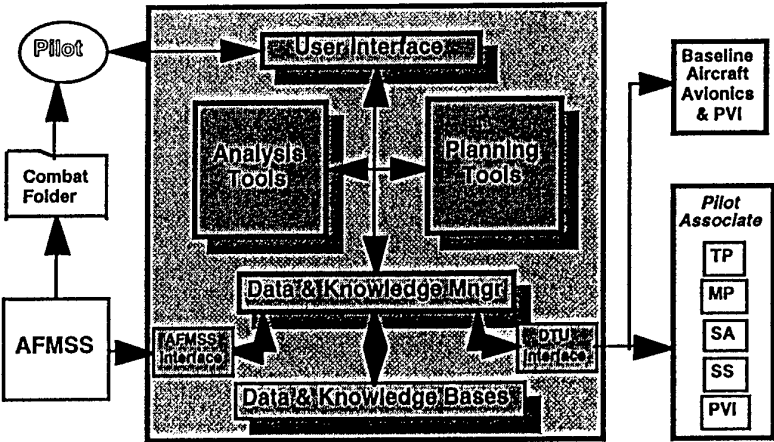 Pilot
User Interface
Baseline
Aircraft
Avionics
& PVI
Analysis
Tools
Planning
Tools
Combat
Folder
Pilot
Associate
TP
MP
SA
SS
PVI
Data & Knowledge Mngr
AFMSS
AFMSS
Interface
DTU
Interface
Data & Knowledge Bases